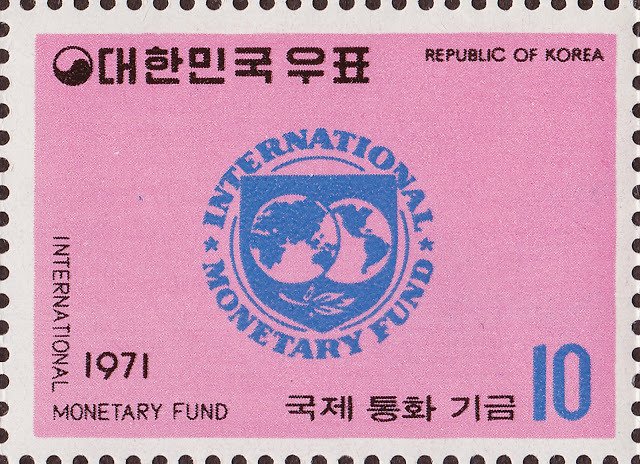 대한민국우표
REPUBLIC OF KOREA
INTERNATIONAL
MONETARY FUND
INTERNATIONAL
1971
MONETARY FUND
국제 통화 기금
10